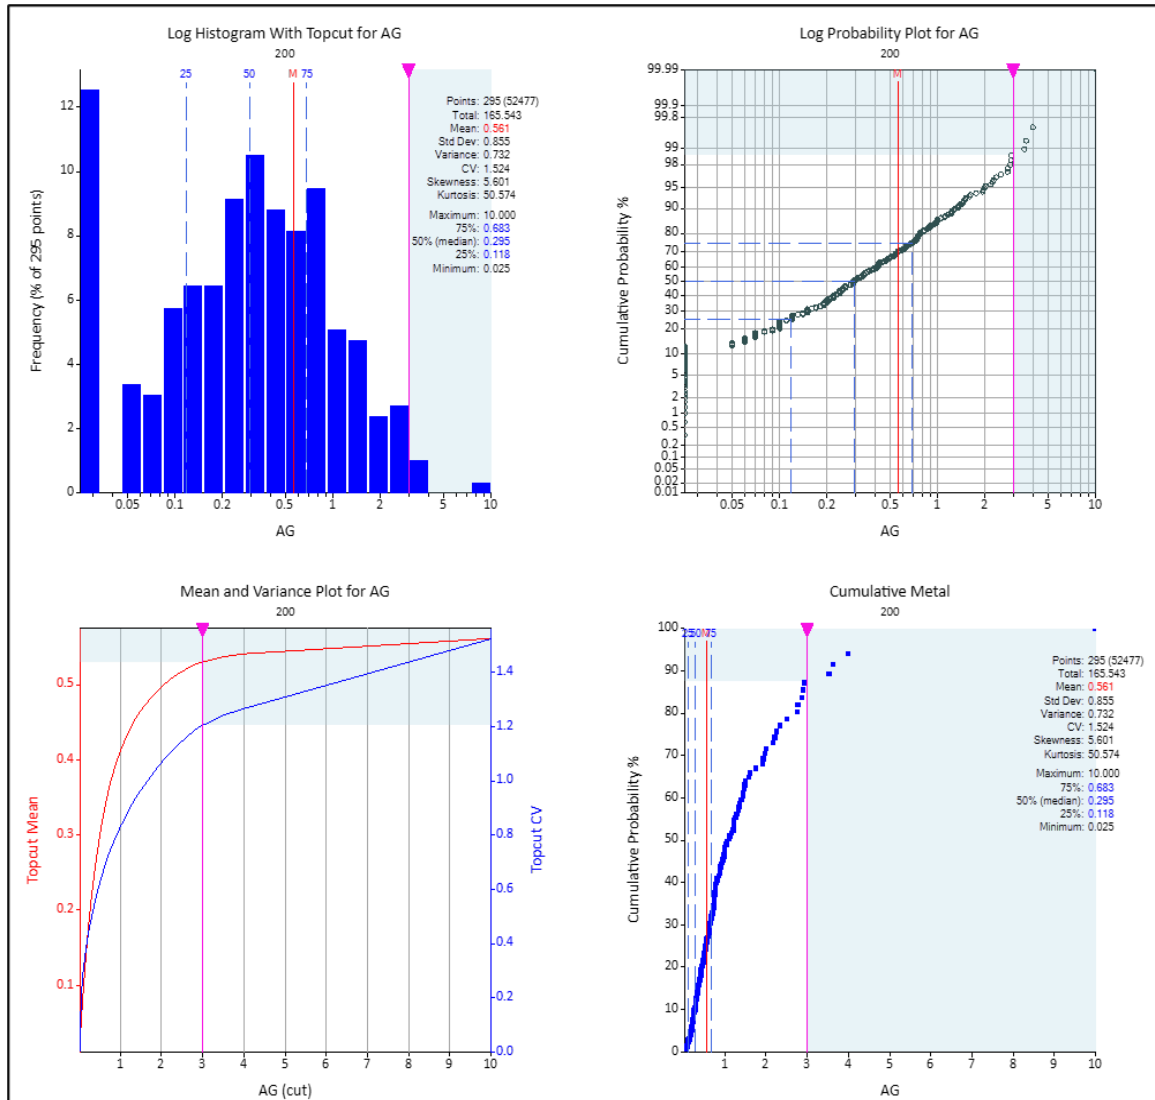 Log Histogram With Topcut for AG
200
25 50 M 75
Points: 295 (52477)
Total: 165.543
Mean: 0.561
Std Dev: 0.855
Variance: 0.732
CV: 1.524
Skewness: 5.601
Kurtosis: 50.574
Maximum: 10.000
75%: 0.683
50% (median): 0.295
25%: 0.118
Minimum: 0.025
Frequency (% of 295 points)
12
10
8
6
4
2
0
0.05 0.1 0.2 0.5 1 2 5 10
AG
Log Probability Plot for AG
200
M
Cumulative Probability %
99.99
99.9
99.8
99
98
95
90
80
70
60
50
40
30
20
10
5
2
1
0.5
0.2
0.1
0.05
0.02
0.01
0.05 0.1 0.2 0.5 1 2 5 10
AG
Mean and Variance Plot for AG
200
Topcut Mean
0.5
0.4
0.3
0.2
0.1
Topcut CV
1.4
1.2
1.0
0.8
0.6
0.4
0.2
0.0
1 2 3 4 5 6 7 8 9 10
AG (cut)
Cumulative Metal
200
25 50 M 75
Points: 295 (52477)
Total: 165.543
Mean: 0.561
Std Dev: 0.855
Variance: 0.732
CV: 1.524
Skewness: 5.601
Kurtosis: 50.574
Maximum: 10.000
75%: 0.683
50% (median): 0.295
25%: 0.118
Minimum: 0.025
Cumulative Probability %
100
90
80
70
60
50
40
30
20
10
0
1 2 3 4 5 6 7 8 9 10
AG